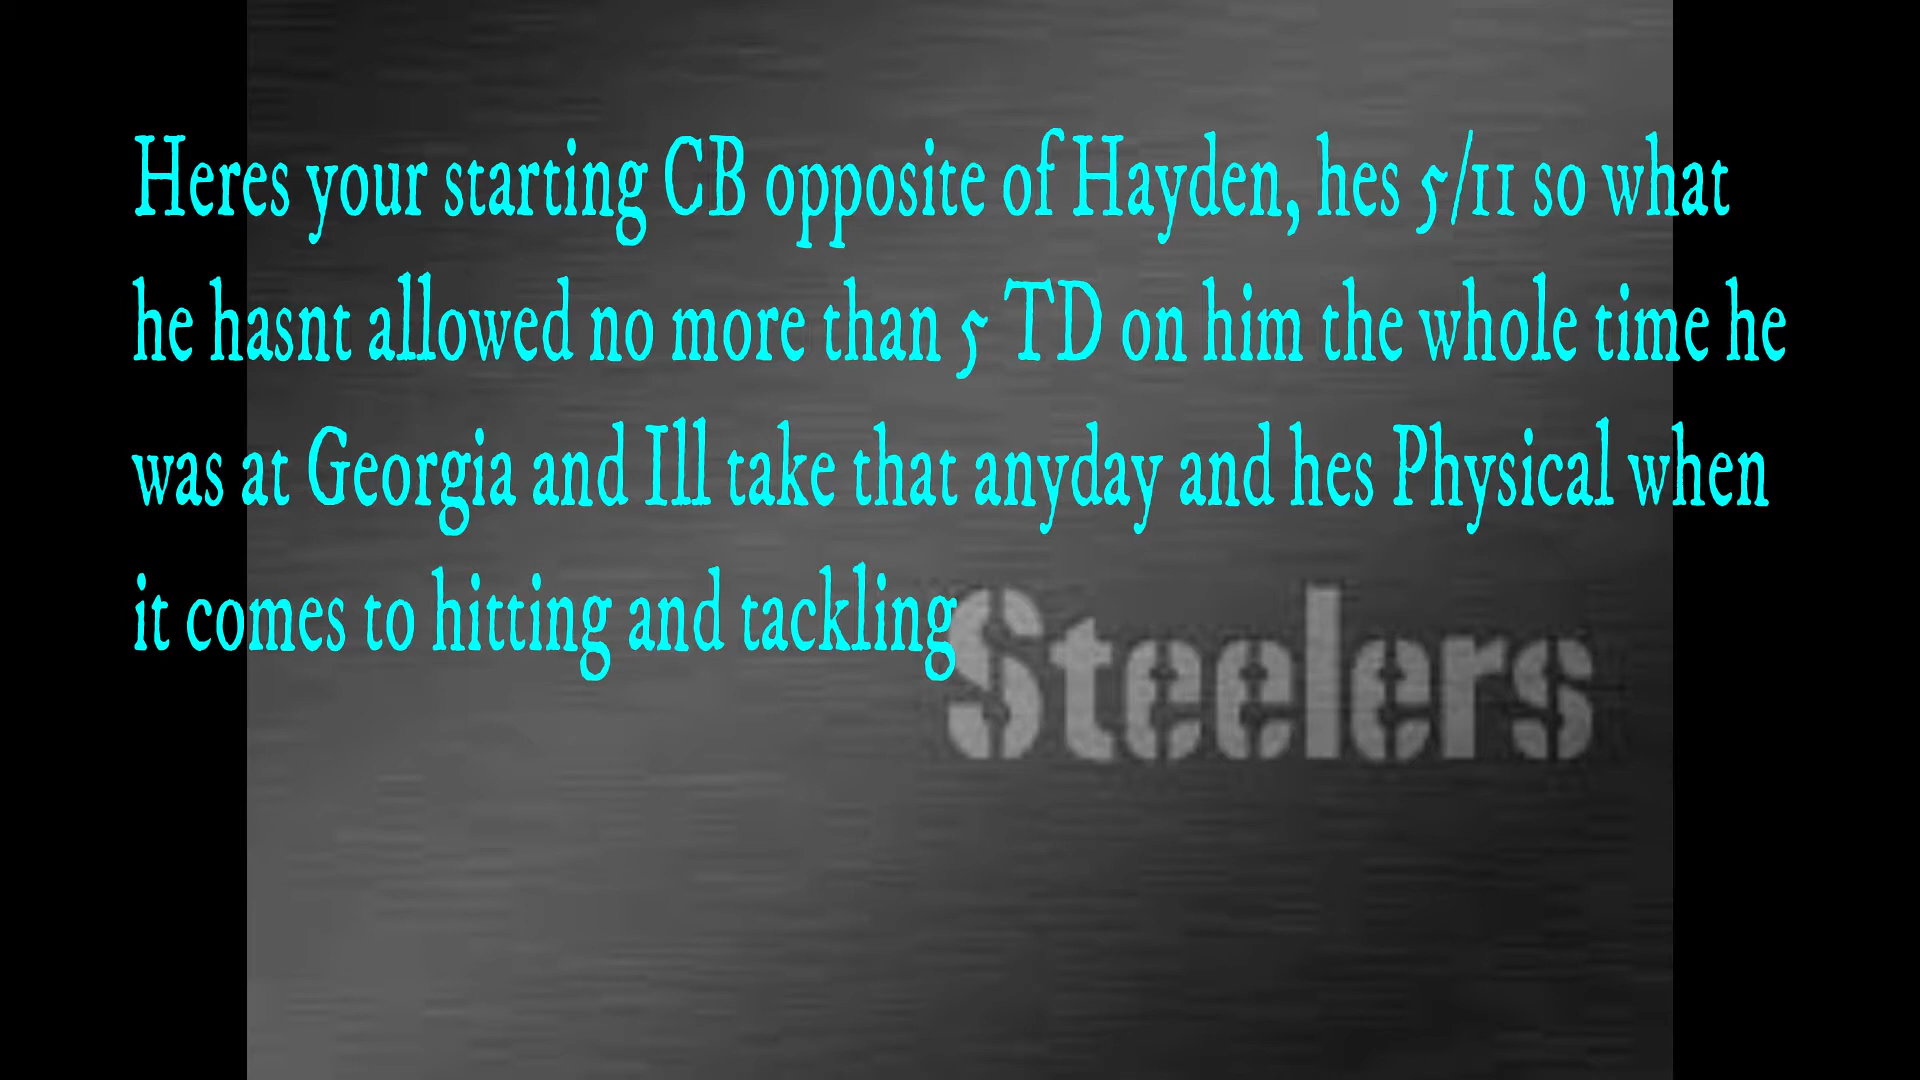 Heres your starting CB opposite of Hayden, hes 5/11 so what
he hasnt allowed no more than 5 TD on him the whole time he
was at Georgia and Ill take that anyday and hes Physical when
it comes to hitting and tackling
Steelers